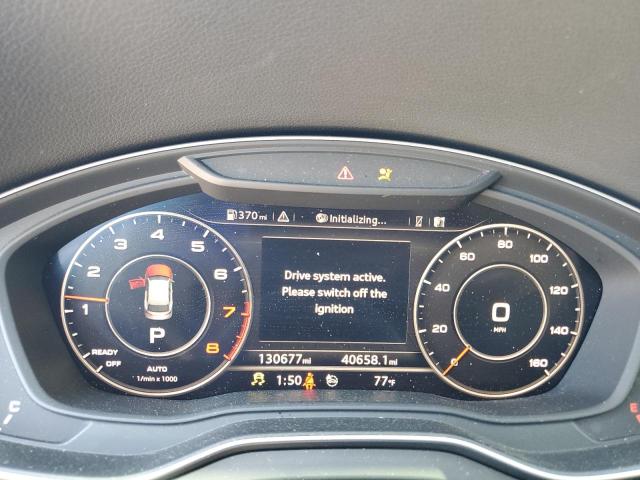 370 mi
Initializing...
Drive system active.
Please switch off the
ignition
1
2
3
4
5
6
7
8
READY
OFF
P
AUTO
1/min x 1000
20
40
60
80
100
120
140
160
0
MPH
130677mi
40658.1mi
1:50
77°F
C
E